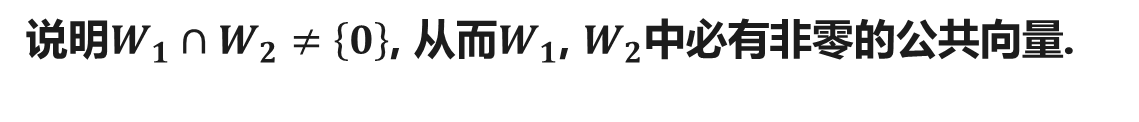 说明W₁ ∩ W₂ ≠ {0}, 从而W₁, W₂中必有非零的公共向量.